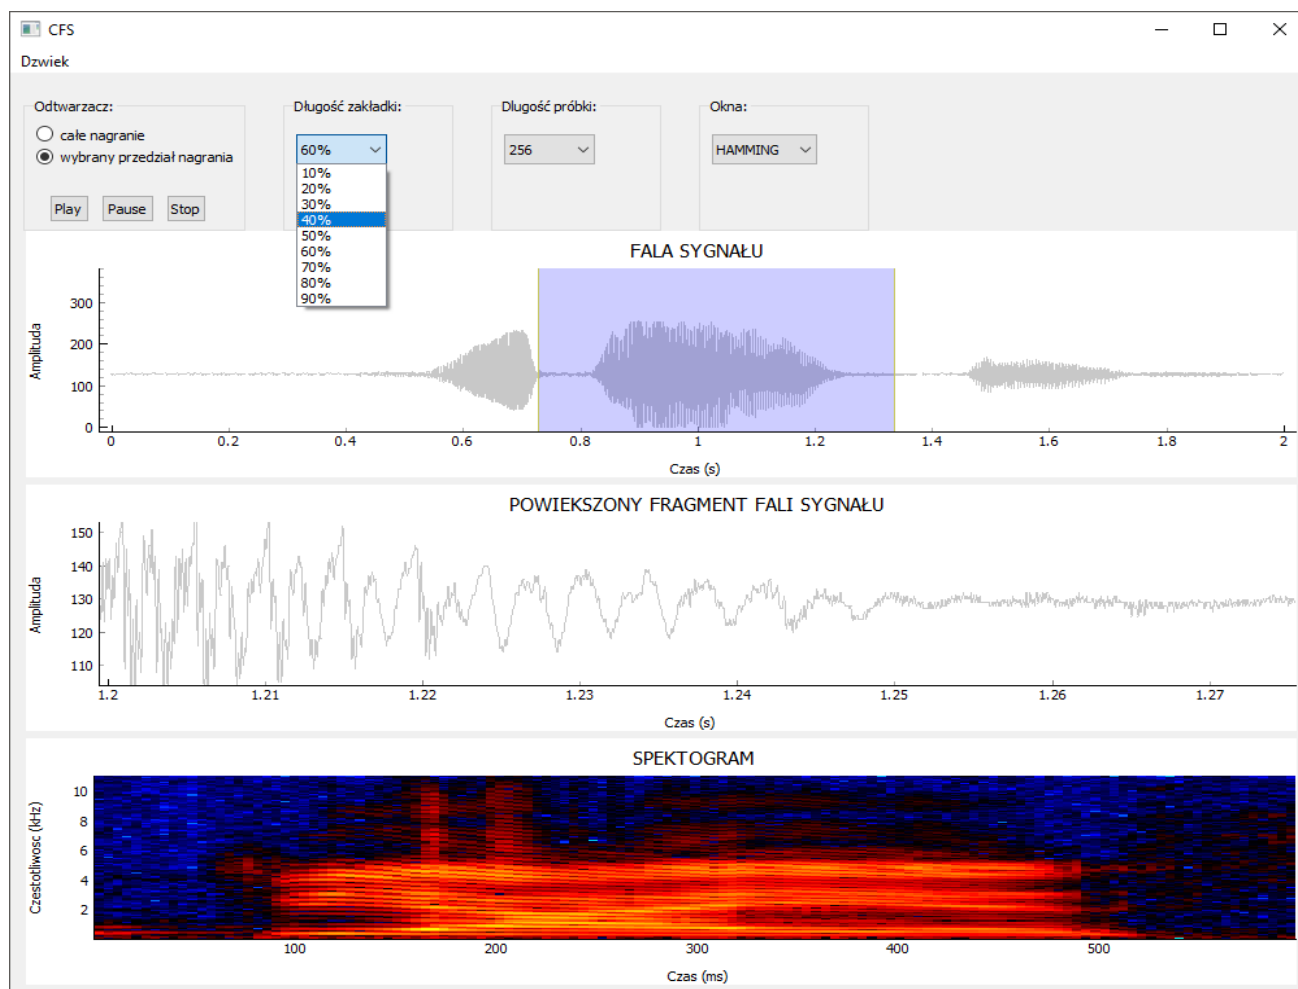 CFS
Dzwiek
Odtwarzacz: Długość zakładki: Dlugość próbki: Okna:
całe nagranie
wybrany przedział nagrania
60% 256 HAMMING
10%
20%
30%
40%
50%
60%
70%
80%
90%
Play Pause Stop
FALA SYGNAŁU
Amplituda
300
200
100
0
0 0.2 0.4 0.6 0.8 1 1.2 1.4 1.6 1.8 2
Czas (s)
POWIEKSZONY FRAGMENT FALI SYGNAŁU
Amplituda
150
140
130
120
110
1.2 1.21 1.22 1.23 1.24 1.25 1.26 1.27
Czas (s)
SPEKTOGRAM
Czestotliwosc (kHz)
10
8
6
4
2
100 200 300 400 500
Czas (ms)